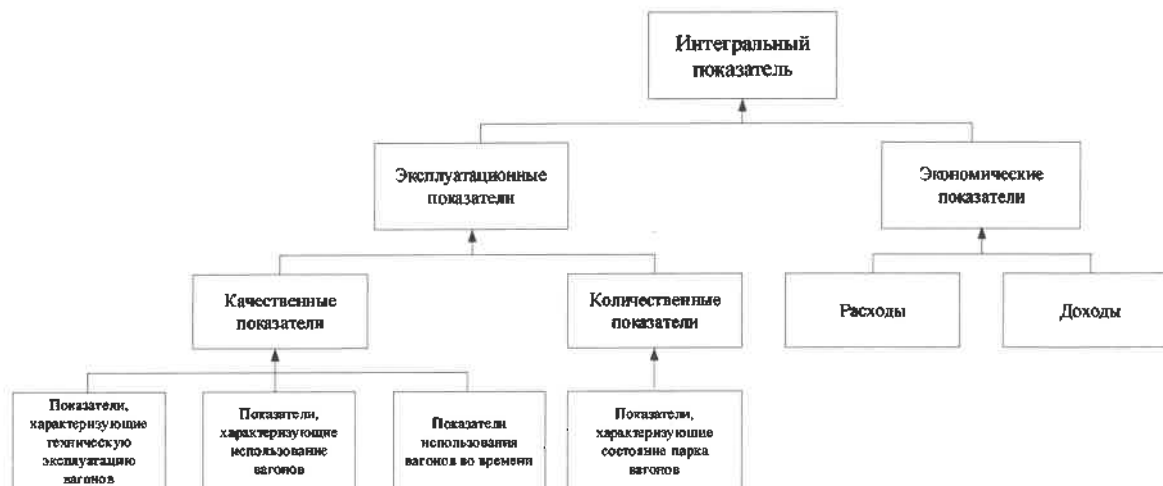 Интегральный
показатель
Эксплуатационные
показатели
Экономические
показатели
Качественные
показатели
Количественные
показатели
Расходы
Доходы
Показатели,
характеризующие
техническую
эксплуатацию
вагонов
Показатели,
характеризующие
использование
вагонов
Показатели
использования
вагонов во времени
Показатели,
характеризующие
состояние парка
вагонов